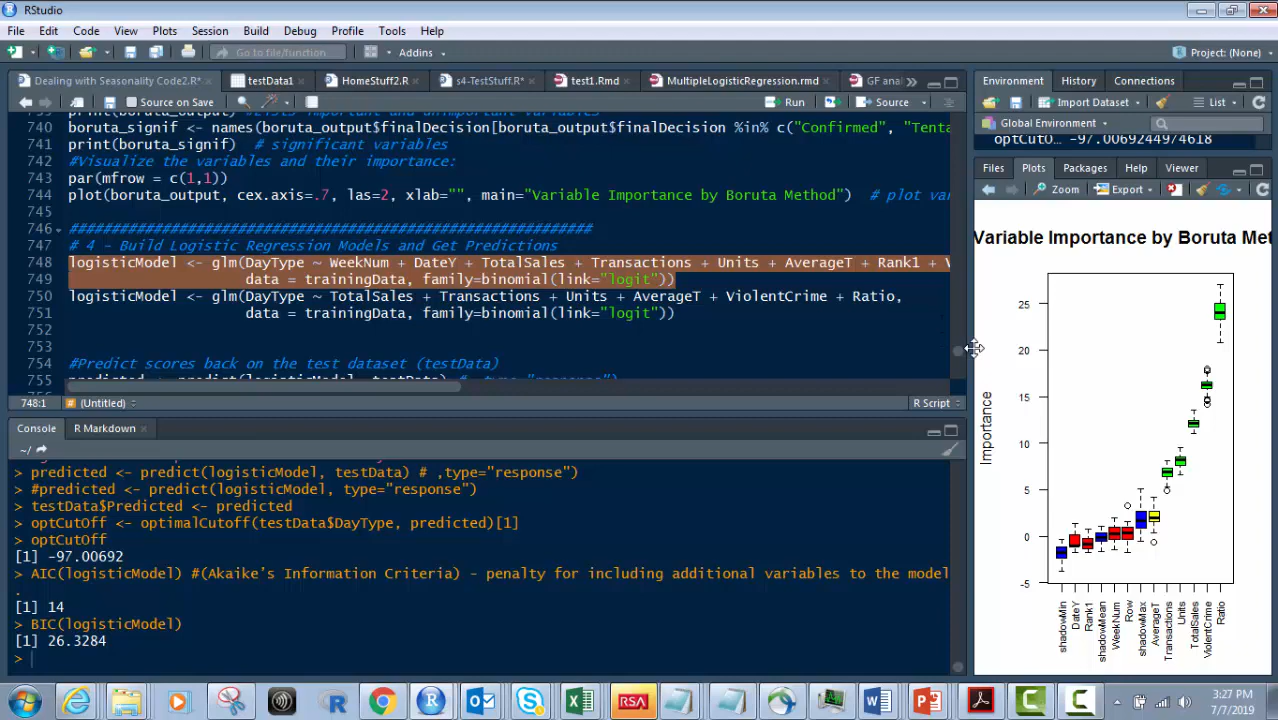 RStudio
File Edit Code View Plots Session Build Debug Profile Tools Help
Go to file/function Addins Project: (None)
Dealing with Seasonality Code2.R* testData1 HomeStuff2.R s4-TestStuff.R* test1.Rmd MultipleLogisticRegression.rmd GF analy
Source on Save Run Source
740 boruta_signif <- names(boruta_output$finalDecision[boruta_output$finalDecision %in% c("Confirmed", "Tenta
741 print(boruta_signif) # significant variables
742 #Visualize the variables and their importance:
743 par(mfrow = c(1,1))
744 plot(boruta_output, cex.axis=.7, las=2, xlab="", main="Variable Importance by Boruta Method") # plot var
745
746 ##############################################################
747 # 4 - Build Logistic Regression Models and Get Predictions
748 logisticModel <- glm(DayType ~ WeekNum + DateY + TotalSales + Transactions + Units + AverageT + Rank1 + V
749 data = trainingData, family=binomial(link="logit"))
750 logisticModel <- glm(DayType ~ TotalSales + Transactions + Units + AverageT + ViolentCrime + Ratio,
751 data = trainingData, family=binomial(link="logit"))
752
753
754 #Predict scores back on the test dataset (testData)
755 predicted <- predict(logisticModel, testData) # ,type="response")
748:1 (Untitled) R Script
Console R Markdown
~/
> predicted <- predict(logisticModel, testData) # ,type="response")
> #predicted <- predict(logisticModel, type="response")
> testData$Predicted <- predicted
> optCutOff <- optimalCutoff(testData$DayType, predicted)[1]
> optCutOff
[1] -97.00692
> AIC(logisticModel) #(Akaike's Information Criteria) - penalty for including additional variables to the model
.
[1] 14
> BIC(logisticModel)
[1] 26.3284
>
Environment History Connections
Import Dataset List
Global Environment
optCutO… -97.0069244974618
Files Plots Packages Help Viewer
Zoom Export
Variable Importance by Boruta Met
Importance
25
20
15
10
5
0
-5
shadowMin
DateY
Rank1
shadowMean
WeekNum
Row
shadowMax
AverageT
Transactions
Units
TotalSales
ViolentCrime
Ratio
RSA
3:27 PM
7/7/2019